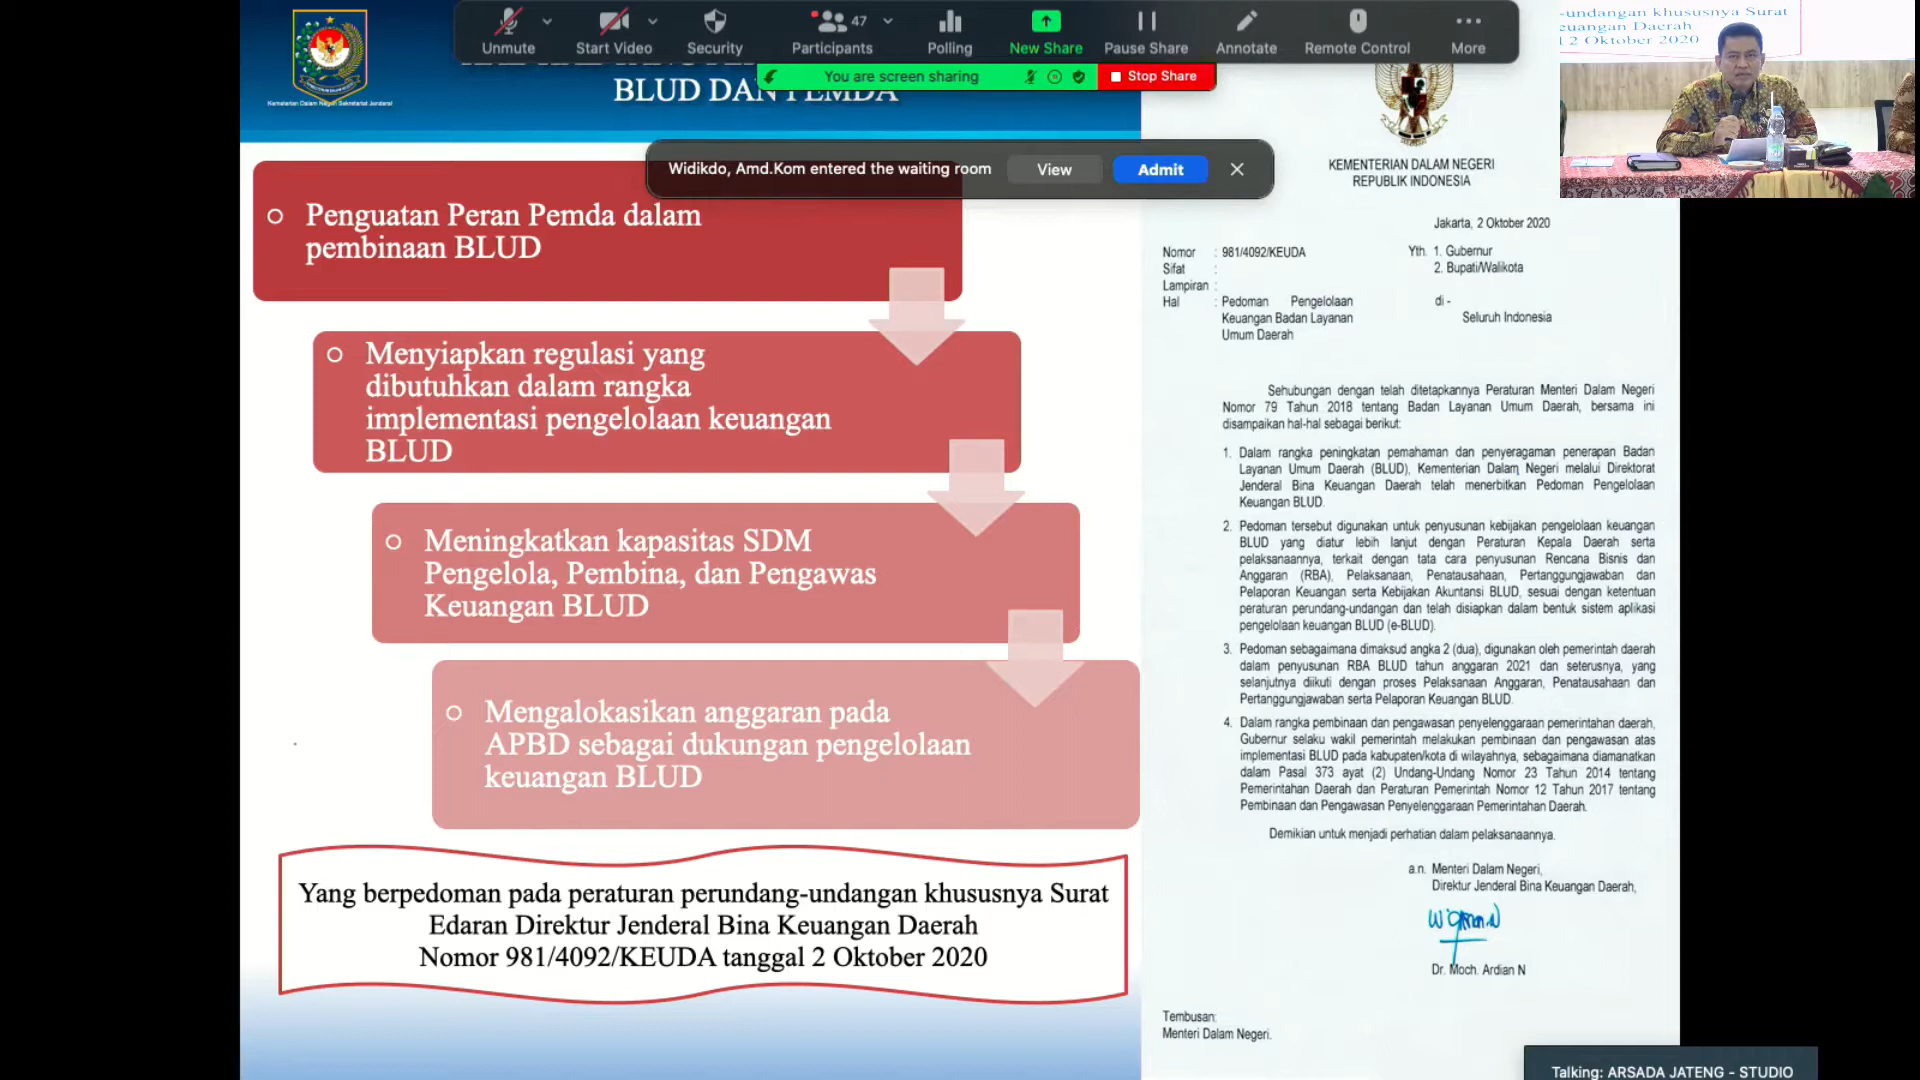 Unmute
Start Video
Security
47
Participants
Polling
New Share
Pause Share
Annotate
Remote Control
More
You are screen sharing
Stop Share
Kementerian Dalam Negeri Sekretariat Jenderal
BLUD DAN PEMDA
Widikdo, Amd.Kom entered the waiting room
View
Admit
Penguatan Peran Pemda dalam
pembinaan BLUD
Menyiapkan regulasi yang
dibutuhkan dalam rangka
implementasi pengelolaan keuangan
BLUD
Meningkatkan kapasitas SDM
Pengelola, Pembina, dan Pengawas
Keuangan BLUD
Mengalokasikan anggaran pada
APBD sebagai dukungan pengelolaan
keuangan BLUD
Yang berpedoman pada peraturan perundang-undangan khususnya Surat
Edaran Direktur Jenderal Bina Keuangan Daerah
Nomor 981/4092/KEUDA tanggal 2 Oktober 2020
KEMENTERIAN DALAM NEGERI
REPUBLIK INDONESIA
Jakarta, 2 Oktober 2020
Nomor : 981/4092/KEUDA
Sifat :
Lampiran :
Hal : Pedoman Pengelolaan
Keuangan Badan Layanan
Umum Daerah
Yth. 1. Gubernur
2. Bupati/Walikota
di -
Seluruh Indonesia
Sehubungan dengan telah ditetapkannya Peraturan Menteri Dalam Negeri
Nomor 79 Tahun 2018 tentang Badan Layanan Umum Daerah, bersama ini
disampaikan hal-hal sebagai berikut:
1. Dalam rangka peningkatan pemahaman dan penyeragaman penerapan Badan
Layanan Umum Daerah (BLUD), Kementerian Dalam Negeri melalui Direktorat
Jenderal Bina Keuangan Daerah telah menerbitkan Pedoman Pengelolaan
Keuangan BLUD.
2. Pedoman tersebut digunakan untuk penyusunan kebijakan pengelolaan keuangan
BLUD yang diatur lebih lanjut dengan Peraturan Kepala Daerah serta
pelaksanaannya, terkait dengan tata cara penyusunan Rencana Bisnis dan
Anggaran (RBA), Pelaksanaan, Penatausahaan, Pertanggungjawaban dan
Pelaporan Keuangan serta Kebijakan Akuntansi BLUD, sesuai dengan ketentuan
peraturan perundang-undangan dan telah disiapkan dalam bentuk sistem aplikasi
pengelolaan keuangan BLUD (e-BLUD).
3. Pedoman sebagaimana dimaksud angka 2 (dua), digunakan oleh pemerintah daerah
dalam penyusunan RBA BLUD tahun anggaran 2021 dan seterusnya, yang
selanjutnya diikuti dengan proses Pelaksanaan Anggaran, Penatausahaan dan
Pertanggungjawaban serta Pelaporan Keuangan BLUD.
4. Dalam rangka pembinaan dan pengawasan penyelenggaraan pemerintahan daerah,
Gubernur selaku wakil pemerintah melakukan pembinaan dan pengawasan atas
implementasi BLUD pada kabupaten/kota di wilayahnya, sebagaimana diamanatkan
dalam Pasal 373 ayat (2) Undang-Undang Nomor 23 Tahun 2014 tentang
Pemerintahan Daerah dan Peraturan Pemerintah Nomor 12 Tahun 2017 tentang
Pembinaan dan Pengawasan Penyelenggaraan Pemerintahan Daerah.
Demikian untuk menjadi perhatian dalam pelaksanaannya.
a.n. Menteri Dalam Negeri,
Direktur Jenderal Bina Keuangan Daerah,
Dr. Moch. Ardian N
Tembusan:
Menteri Dalam Negeri.
-undangan khususnya Surat
euangan Daerah
l 2 Oktober 2020
Talking: ARSADA JATENG - STUDIO